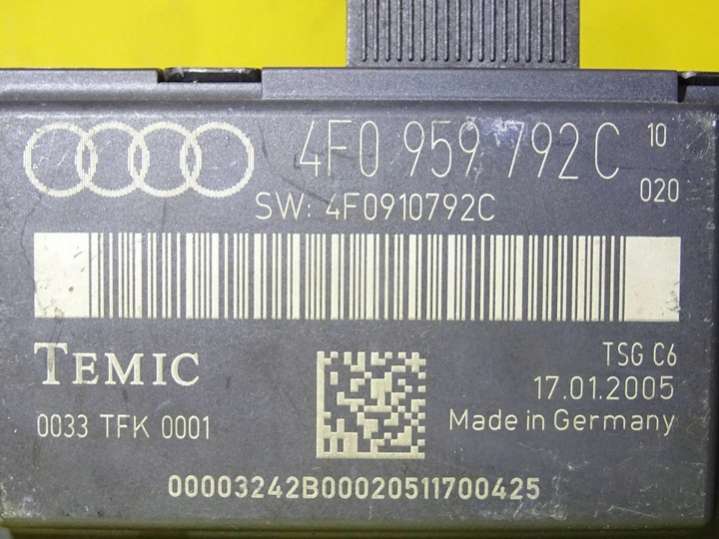 4F0 959 792C 10
020
SW: 4F0910792C
TEMIC
TSG C6
17.01.2005
0033 TFK 0001
Made in Germany
00003242B00020511700425